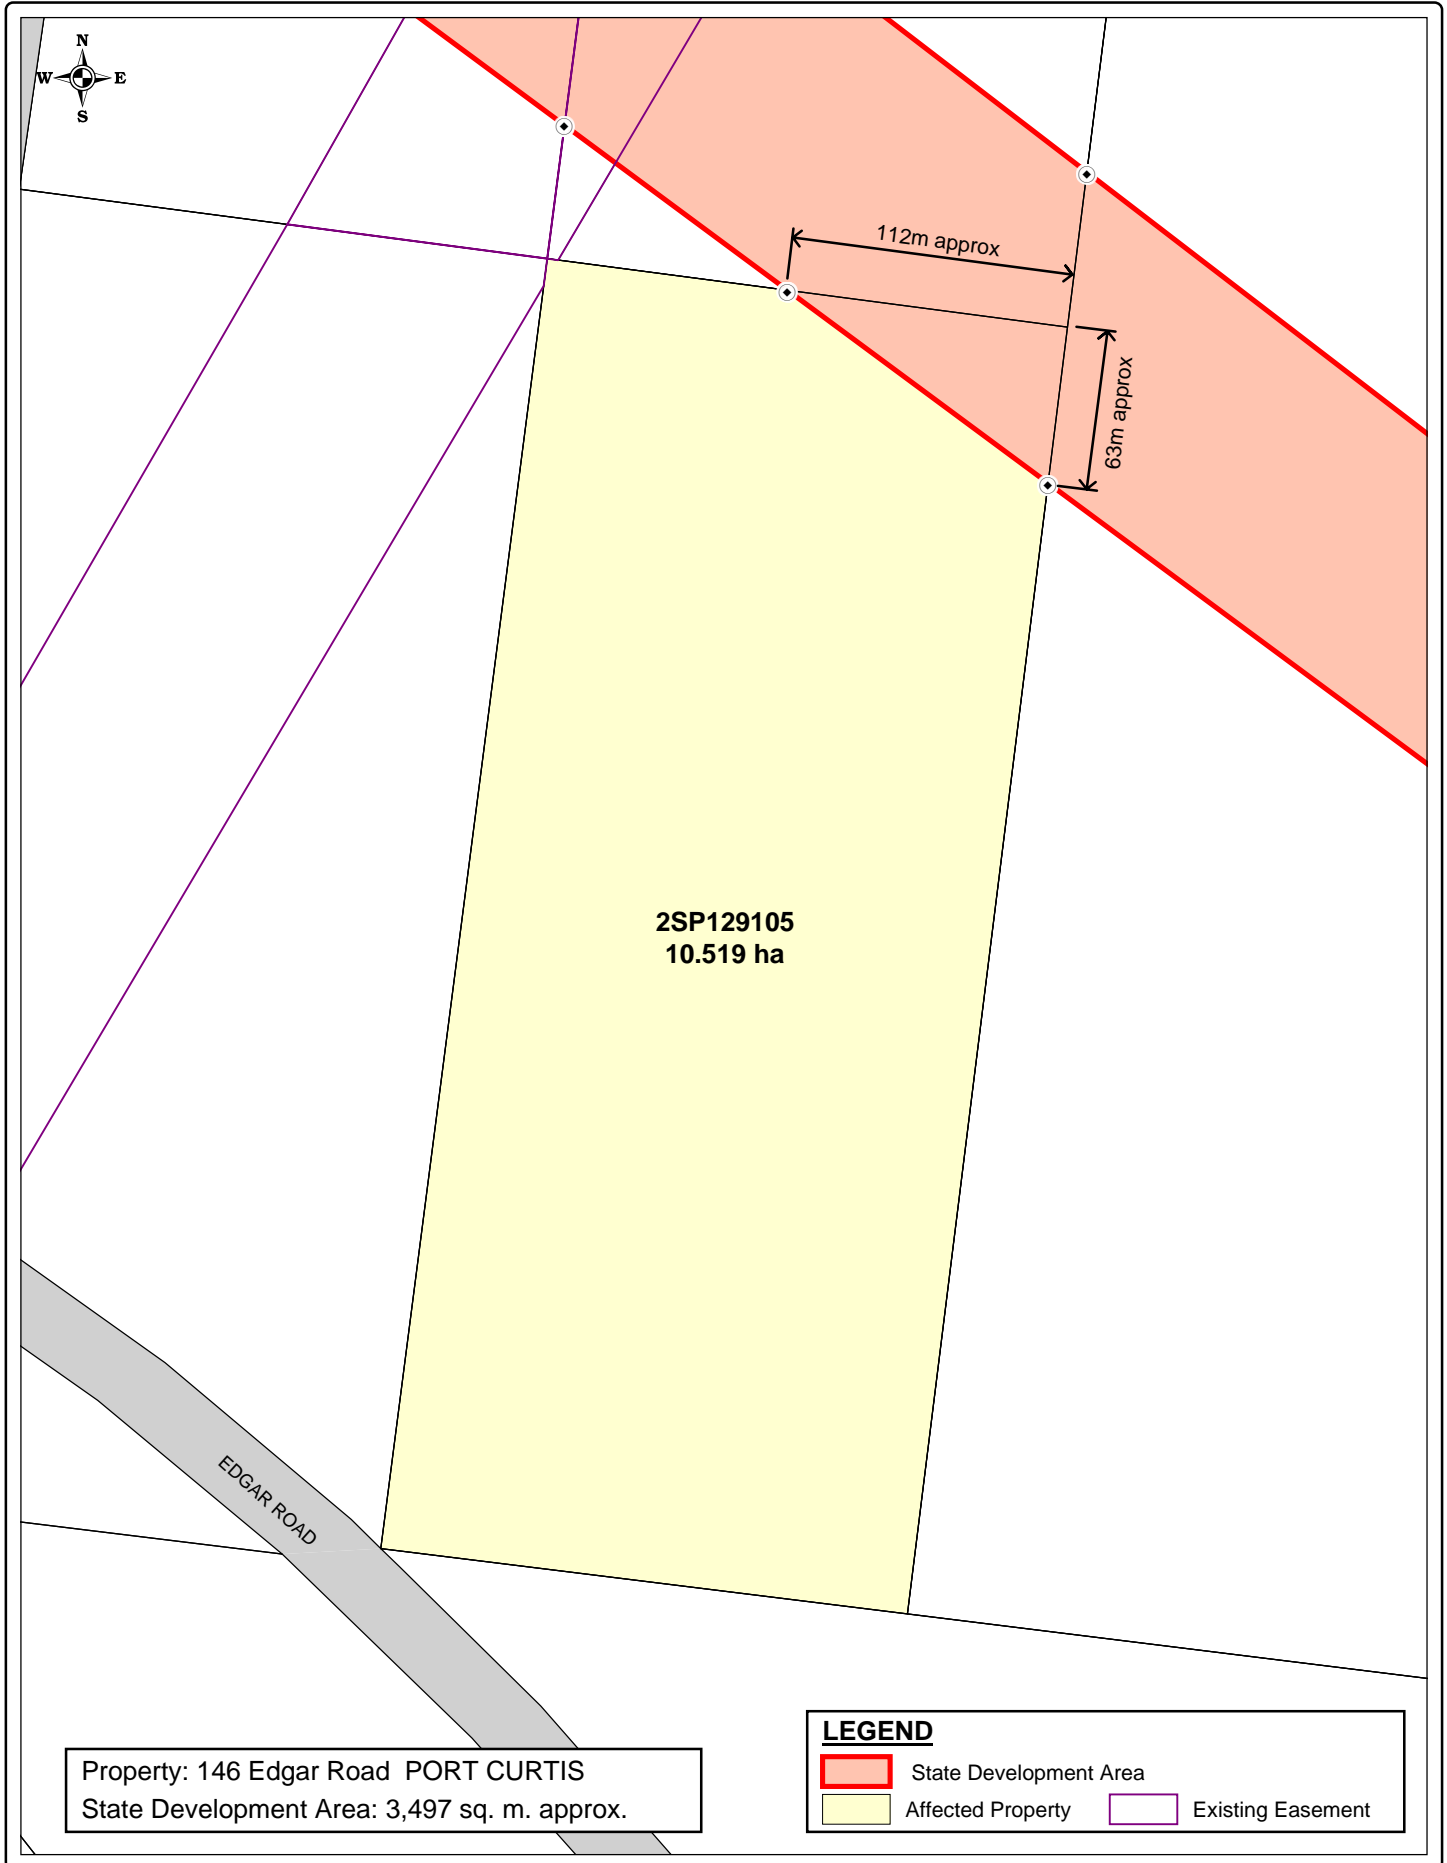 N
W E
S
112m approx
63m approx
2SP129105
10.519 ha
EDGAR ROAD
Property: 146 Edgar Road PORT CURTIS
State Development Area: 3,497 sq. m. approx.
LEGEND
State Development Area
Affected Property Existing Easement